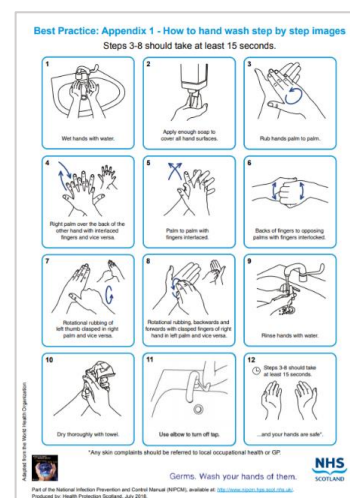 Best Practice: Appendix 1 - How to hand wash step by step images
Steps 3-8 should take at least 15 seconds.
1
Wet hands with water.
2
Apply enough soap to
cover all hand surfaces.
3
Rub hands palm to palm.
4
Right palm over the back of the
other hand with interlaced
fingers and vice versa.
5
Palm to palm with
fingers interlaced.
6
Backs of fingers to opposing
palms with fingers interlocked.
7
Rotational rubbing of
left thumb clasped in right
palm and vice versa.
8
Rotational rubbing, backwards and
forwards with clasped fingers of right
hand in left palm and vice versa.
9
Rinse hands with water.
10
Dry thoroughly with towel.
11
Use elbow to turn off tap.
12
Steps 3-8 should take
at least 15 seconds.
...and your hands are safe*.
*Any skin complaints should be referred to local occupational health or GP.
Adapted from the World Health Organization
Germs. Wash your hands of them.
NHS
SCOTLAND
Part of the National Infection Prevention and Control Manual (NIPCM), available at: http://www.nipcm.hps.scot.nhs.uk/.
Produced by: Health Protection Scotland, July 2016.